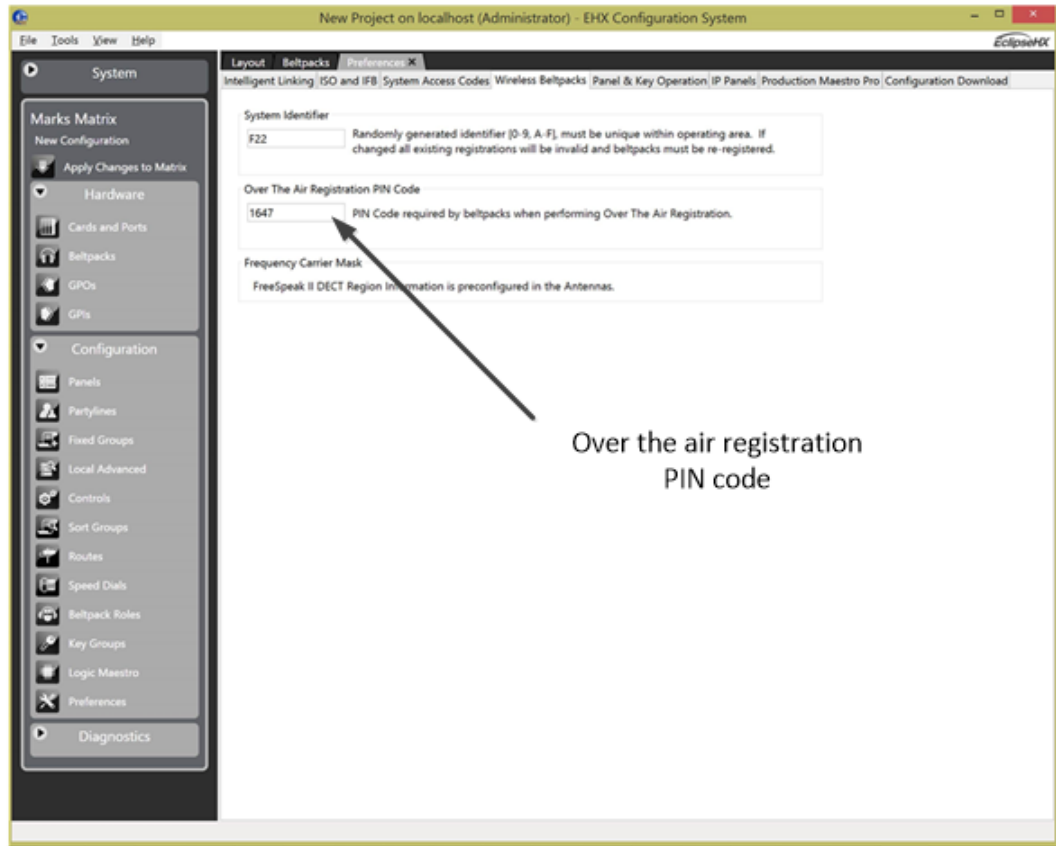 New Project on localhost (Administrator) - EHX Configuration System
File Tools View Help
EclipseHX
System
Layout Beltpacks Preferences
Intelligent Linking ISO and IFB System Access Codes Wireless Beltpacks Panel & Key Operation IP Panels Production Maestro Pro Configuration Download
Marks Matrix
New Configuration
Apply Changes to Matrix
Hardware
Cards and Ports
Beltpacks
GPOs
GPIs
Configuration
Panels
Partylines
Fixed Groups
Local Advanced
Controls
Sort Groups
Routes
Speed Dials
Beltpack Roles
Key Groups
Logic Maestro
Preferences
Diagnostics
System Identifier
F22
Randomly generated identifier [0-9, A-F], must be unique within operating area. If
changed all existing registrations will be invalid and beltpacks must be re-registered.
Over The Air Registration PIN Code
1647
PIN Code required by beltpacks when performing Over The Air Registration.
Frequency Carrier Mask
FreeSpeak II DECT Region Information is preconfigured in the Antennas.
Over the air registration
PIN code